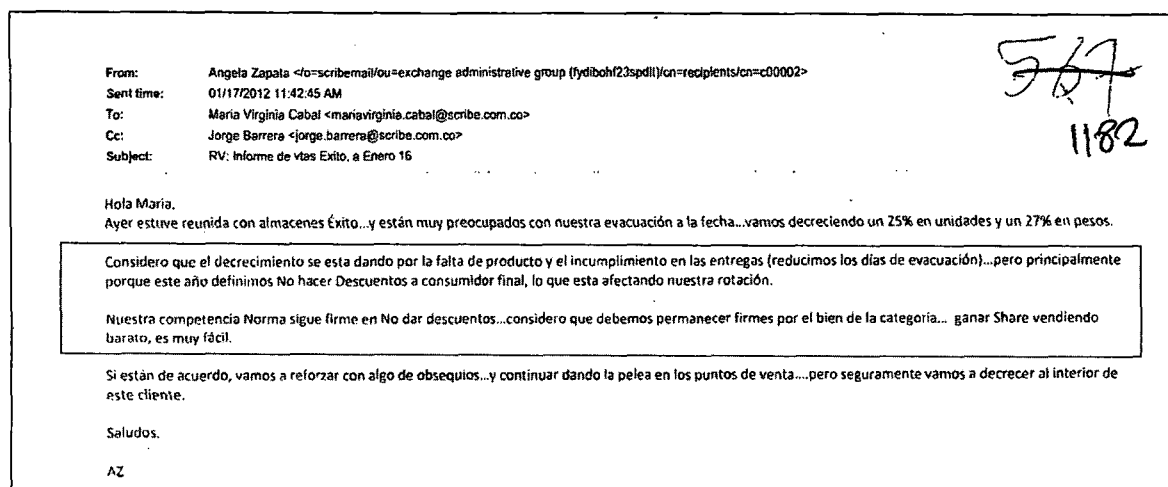 567
1182
From: Angela Zapata </o=scribemail/ou=exchange administrative group (fydibohf23spdlt)/cn=recipients/cn=c00002>
Sent time: 01/17/2012 11:42:45 AM
To: Maria Virginia Cabal <mariavirginia.cabal@scribe.com.co>
Cc: Jorge Barrera <jorge.barrera@scribe.com.co>
Subject: RV: Informe de vtas Exito, a Enero 16
Hola Maria.
Ayer estuve reunida con almacenes Éxito...y están muy preocupados con nuestra evacuación a la fecha...vamos decreciendo un 25% en unidades y un 27% en pesos.
Considero que el decrecimiento se esta dando por la falta de producto y el incumplimiento en las entregas (reducimos los días de evacuación)...pero principalmente
porque este año definimos No hacer Descuentos a consumidor final, lo que esta afectando nuestra rotación.
Nuestra competencia Norma sigue firme en No dar descuentos...considero que debemos permanecer firmes por el bien de la categoría... ganar Share vendiendo
barato, es muy fácil.
Si están de acuerdo, vamos a reforzar con algo de obsequios...y continuar dando la pelea en los puntos de venta....pero seguramente vamos a decrecer al interior de
este cliente.
Saludos.
AZ